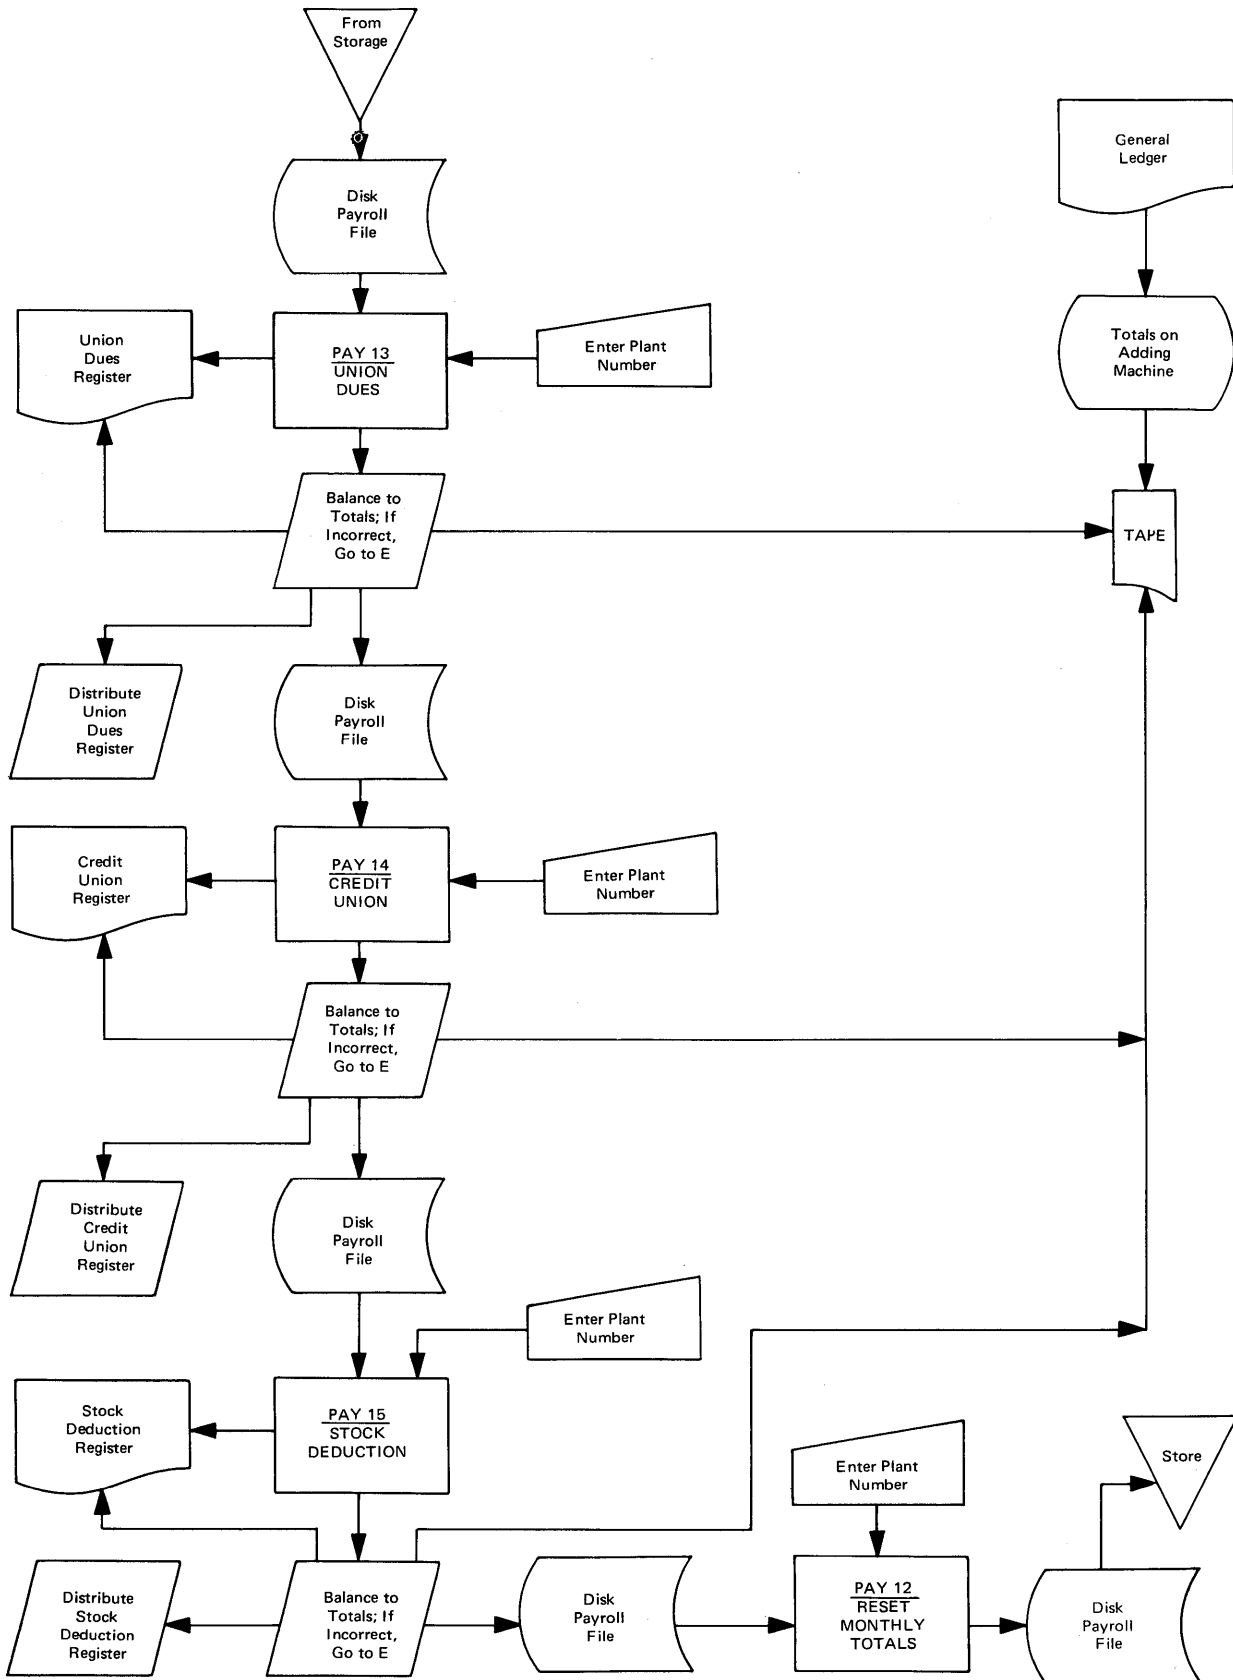 From
Storage
General
Ledger
Disk
Payroll
File
Union
Dues
Register
PAY 13
UNION
DUES
Enter Plant
Number
Totals on
Adding
Machine
Balance to
Totals; If
Incorrect,
Go to E
TAPE
Distribute
Union
Dues
Register
Disk
Payroll
File
Credit
Union
Register
PAY 14
CREDIT
UNION
Enter Plant
Number
Balance to
Totals; If
Incorrect,
Go to E
Distribute
Credit
Union
Register
Disk
Payroll
File
Enter Plant
Number
Stock
Deduction
Register
PAY 15
STOCK
DEDUCTION
Enter Plant
Number
Store
Distribute
Stock
Deduction
Register
Balance to
Totals; If
Incorrect,
Go to E
Disk
Payroll
File
PAY 12
RESET
MONTHLY
TOTALS
Disk
Payroll
File